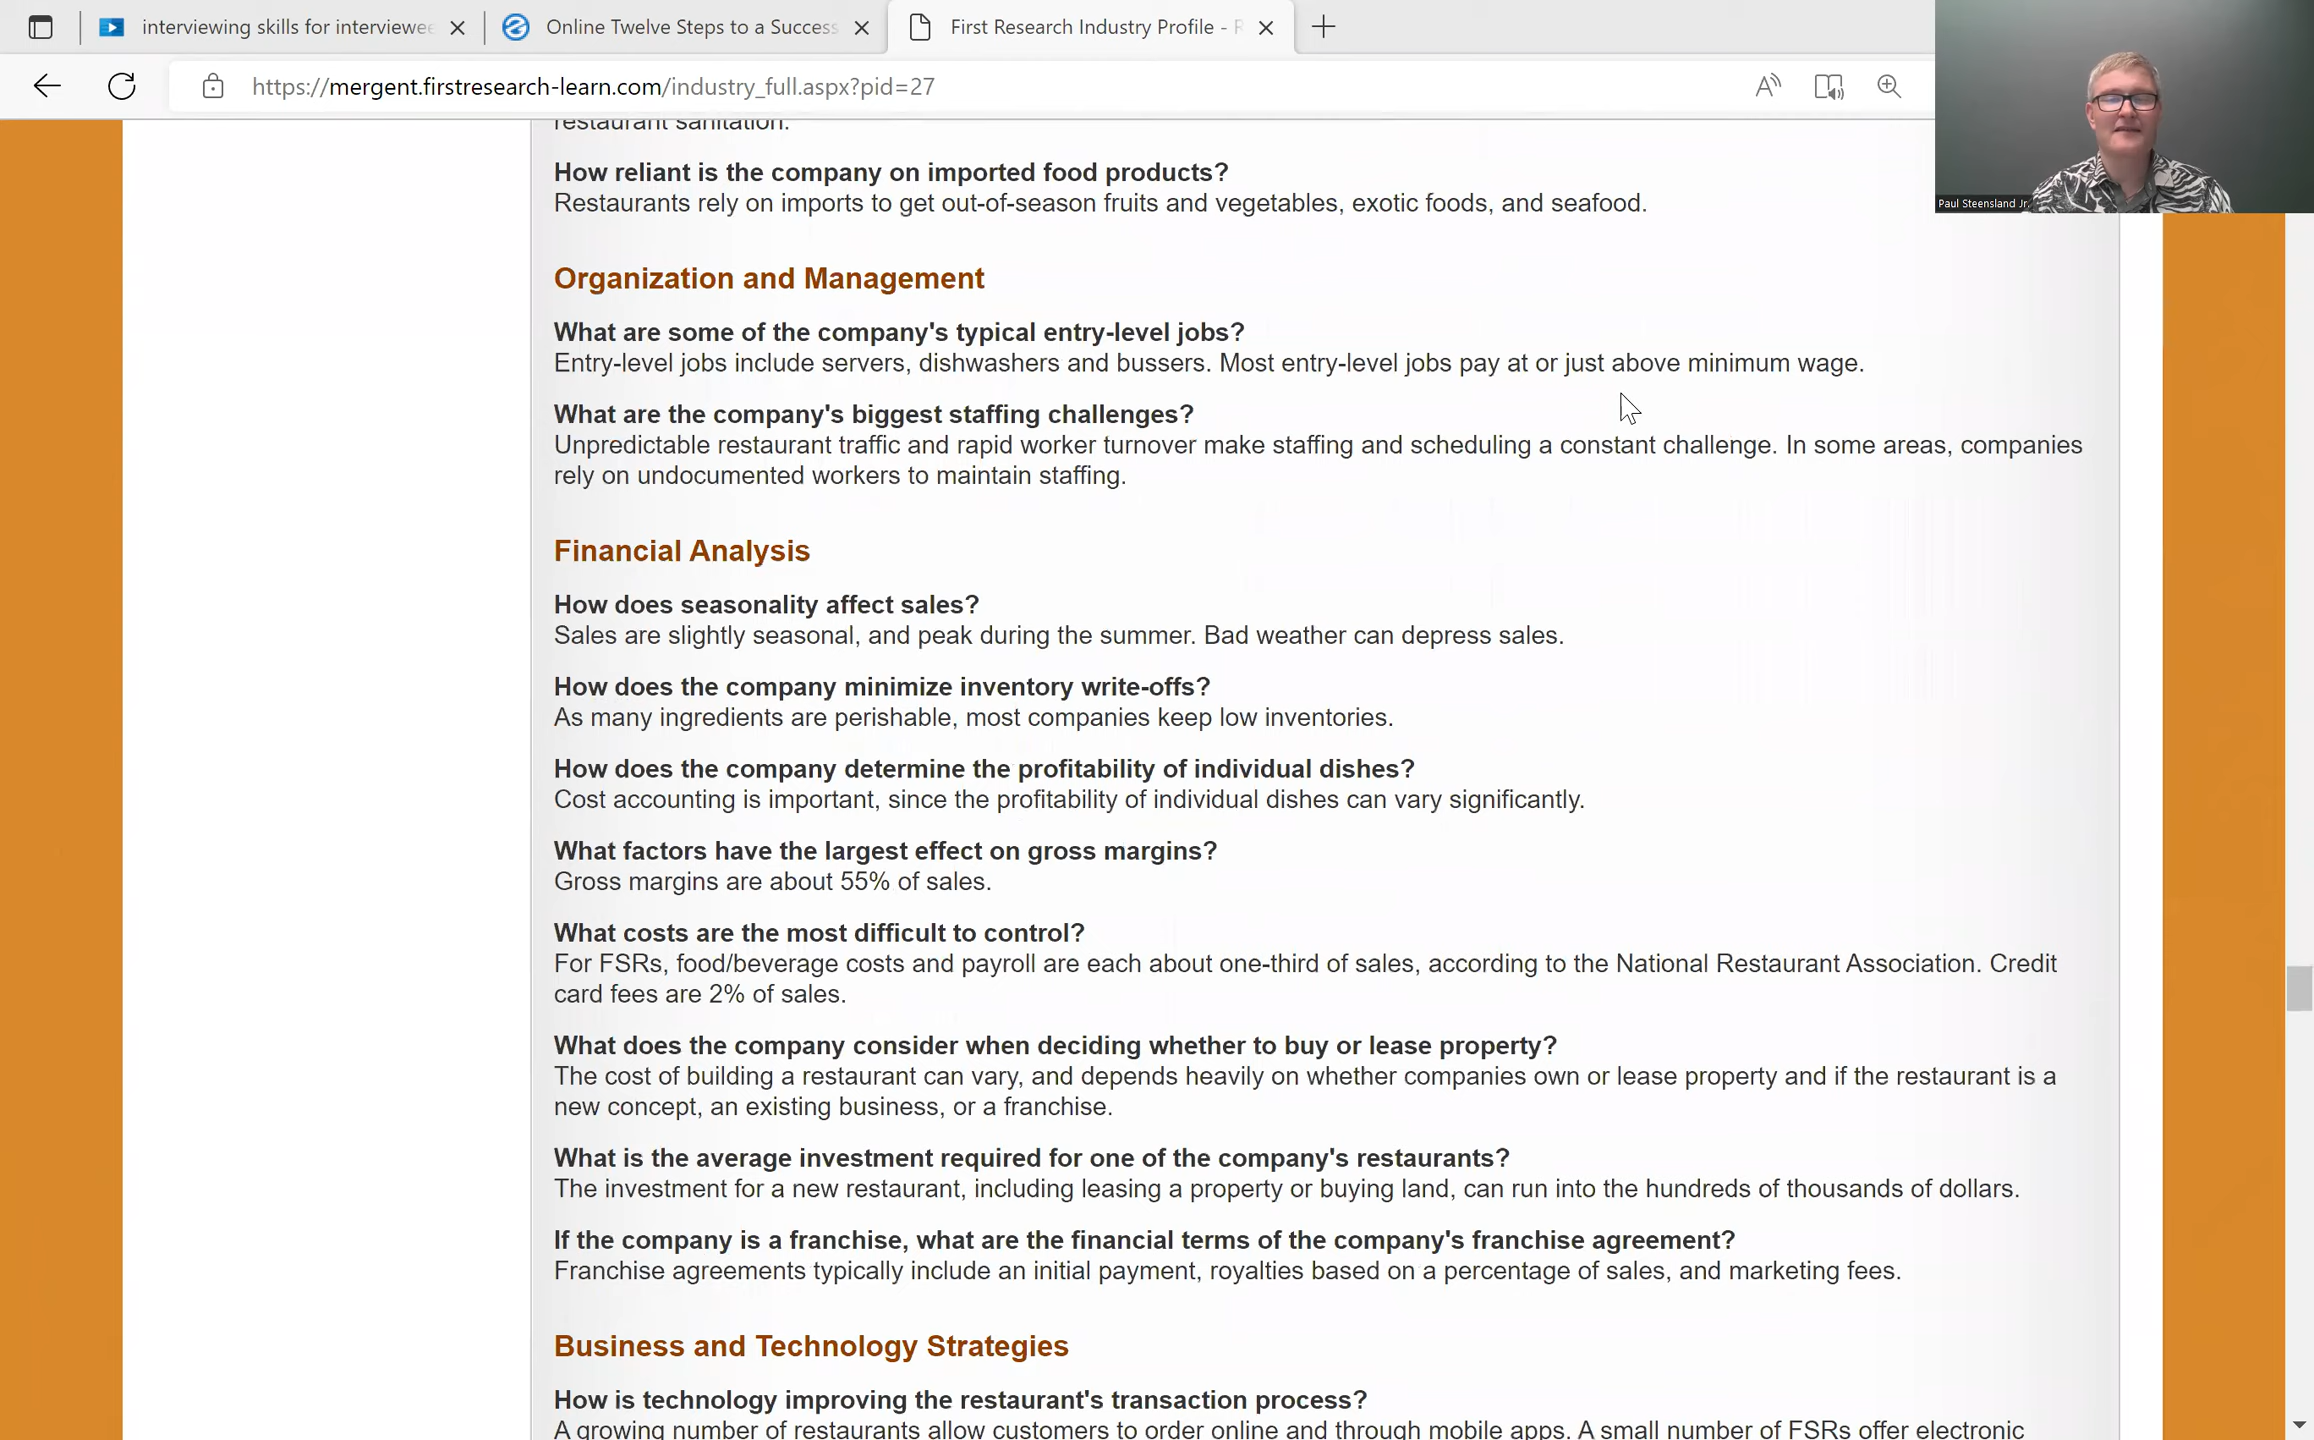 interviewing skills for interviewee
Online Twelve Steps to a Success
First Research Industry Profile - R
https://mergent.firstresearch-learn.com/industry_full.aspx?pid=27
Paul Steensland Jr.
restaurant sanitation.
How reliant is the company on imported food products?
Restaurants rely on imports to get out-of-season fruits and vegetables, exotic foods, and seafood.
Organization and Management
What are some of the company's typical entry-level jobs?
Entry-level jobs include servers, dishwashers and bussers. Most entry-level jobs pay at or just above minimum wage.
What are the company's biggest staffing challenges?
Unpredictable restaurant traffic and rapid worker turnover make staffing and scheduling a constant challenge. In some areas, companies
rely on undocumented workers to maintain staffing.
Financial Analysis
How does seasonality affect sales?
Sales are slightly seasonal, and peak during the summer. Bad weather can depress sales.
How does the company minimize inventory write-offs?
As many ingredients are perishable, most companies keep low inventories.
How does the company determine the profitability of individual dishes?
Cost accounting is important, since the profitability of individual dishes can vary significantly.
What factors have the largest effect on gross margins?
Gross margins are about 55% of sales.
What costs are the most difficult to control?
For FSRs, food/beverage costs and payroll are each about one-third of sales, according to the National Restaurant Association. Credit
card fees are 2% of sales.
What does the company consider when deciding whether to buy or lease property?
The cost of building a restaurant can vary, and depends heavily on whether companies own or lease property and if the restaurant is a
new concept, an existing business, or a franchise.
What is the average investment required for one of the company's restaurants?
The investment for a new restaurant, including leasing a property or buying land, can run into the hundreds of thousands of dollars.
If the company is a franchise, what are the financial terms of the company's franchise agreement?
Franchise agreements typically include an initial payment, royalties based on a percentage of sales, and marketing fees.
Business and Technology Strategies
How is technology improving the restaurant's transaction process?
A growing number of restaurants allow customers to order online and through mobile apps. A small number of FSRs offer electronic